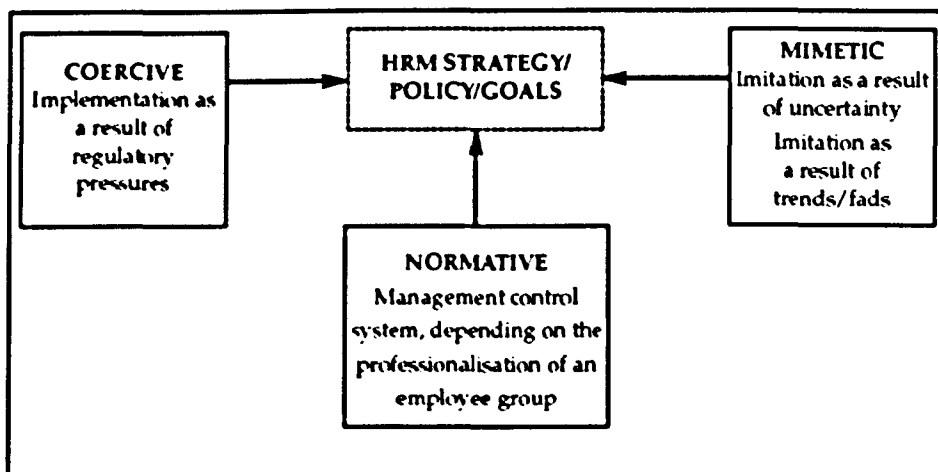 COERCIVE
Implementation as
a result of
regulatory
pressures
HRM STRATEGY/
POLICY/GOALS
MIMETIC
Imitation as a result
of uncertainty
Imitation as
a result of
trends/fads
NORMATIVE
Management control
system, depending on the
professionalisation of an
employee group